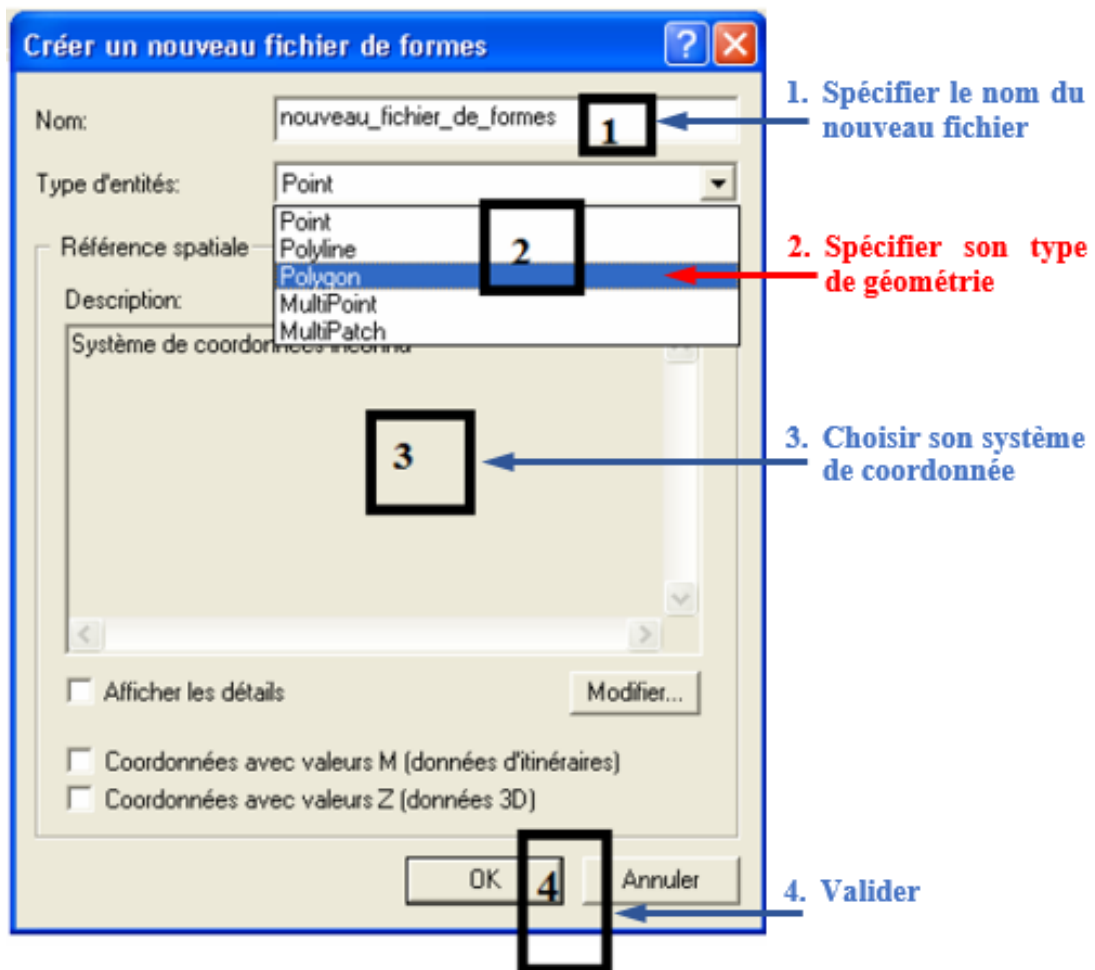 Créer un nouveau fichier de formes
Nom:
nouveau_fichier_de_formes
1
1. Spécifier le nom du
nouveau fichier
Type d'entités:
Point
Point
Polyline
Polygon
MultiPoint
MultiPatch
2
2. Spécifier son type
de géométrie
Référence spatiale
Description:
Système de coordonnées inconnu
3
3. Choisir son système
de coordonnée
Afficher les détails
Modifier...
Coordonnées avec valeurs M (données d'itinéraires)
Coordonnées avec valeurs Z (données 3D)
OK
4
Annuler
4. Valider